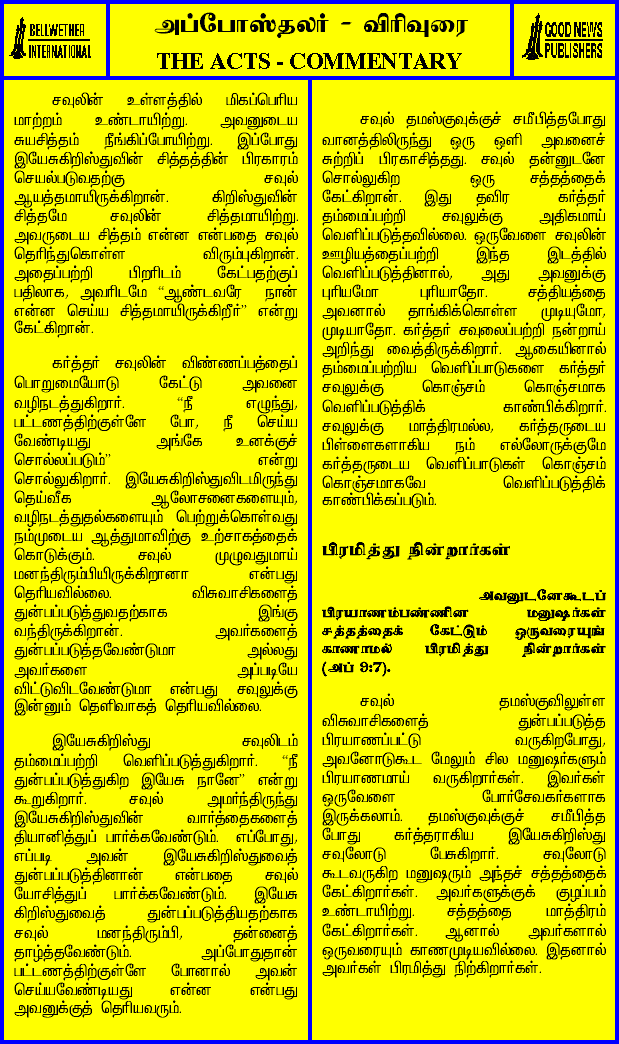 BELLWETHER
INTERNATIONAL
அப்போஸ்தலர் - விரிவுரை
THE ACTS - COMMENTARY
GOOD NEWS
PUBLISHERS
சவுலின் உள்ளத்தில் மிகப்பெரிய
மாற்றம் உண்டாயிற்று. அவனுடைய
சுயசித்தம் நீங்கிப்போயிற்று. இப்போது
இயேசுகிறிஸ்துவின் சித்தத்தின் பிரகாரம்
செயல்படுவதற்கு சவுல்
ஆயத்தமாயிருக்கிறான். கிறிஸ்துவின்
சித்தமே சவுலின் சித்தமாயிற்று.
அவருடைய சித்தம் என்ன என்பதை சவுல்
தெரிந்துகொள்ள விரும்புகிறான்.
அதைப்பற்றி பிறரிடம் கேட்பதற்குப்
பதிலாக, அவரிடமே “ஆண்டவரே நான்
என்ன செய்ய சித்தமாயிருக்கிறீர்” என்று
கேட்கிறான்.
கர்த்தர் சவுலின் விண்ணப்பத்தைப்
பொறுமையோடு கேட்டு அவனை
வழிநடத்துகிறார். “நீ எழுந்து,
பட்டணத்திற்குள்ளே போ, நீ செய்ய
வேண்டியது அங்கே உனக்குச்
சொல்லப்படும்” என்று
சொல்லுகிறார். இயேசுகிறிஸ்துவிடமிருந்து
தெய்வீக ஆலோசனைகளையும்,
வழிநடத்துதல்களையும் பெற்றுக்கொள்வது
நம்முடைய ஆத்துமாவிற்கு உற்சாகத்தைக்
கொடுக்கும். சவுல் முழுவதுமாய்
மனந்திரும்பியிருக்கிறானா என்பது
தெரியவில்லை. விசுவாசிகளைத்
துன்பப்படுத்துவதற்காக இங்கு
வந்திருக்கிறான். அவர்களைத்
துன்பப்படுத்தவேண்டுமா அல்லது
அவர்களை அப்படியே
விட்டுவிடவேண்டுமா என்பது சவுலுக்கு
இன்னும் தெளிவாகத் தெரியவில்லை.
இயேசுகிறிஸ்து சவுலிடம்
தம்மைப்பற்றி வெளிப்படுத்துகிறார். “நீ
துன்பப்படுத்துகிற இயேசு நானே” என்று
கூறுகிறார். சவுல் அமர்ந்திருந்து
இயேசுகிறிஸ்துவின் வார்த்தைகளைத்
தியானித்துப் பார்க்கவேண்டும். எப்போது,
எப்படி அவன் இயேசுகிறிஸ்துவைத்
துன்பப்படுத்தினான் என்பதை சவுல்
யோசித்துப் பார்க்கவேண்டும். இயேசு
கிறிஸ்துவைத் துன்பப்படுத்தியதற்காக
சவுல் மனந்திரும்பி, தன்னைத்
தாழ்த்தவேண்டும். அப்போதுதான்
பட்டணத்திற்குள்ளே போனால் அவன்
செய்யவேண்டியது என்ன என்பது
அவனுக்குத் தெரியவரும்.
சவுல் தமஸ்குவுக்குச் சமீபித்தபோது
வானத்திலிருந்து ஒரு ஒளி அவனைச்
சுற்றிப் பிரகாசித்தது. சவுல் தன்னுடனே
சொல்லுகிற ஒரு சத்தத்தைக்
கேட்கிறான். இது தவிர கர்த்தர்
தம்மைப்பற்றி சவுலுக்கு அதிகமாய்
வெளிப்படுத்தவில்லை. ஒருவேளை சவுலின்
ஊழியத்தைப்பற்றி இந்த இடத்தில்
வெளிப்படுத்தினால், அது அவனுக்கு
புரியமோ புரியாதோ. சத்தியத்தை
அவனால் தாங்கிக்கொள்ள முடியுமோ,
முடியாதோ. கர்த்தர் சவுலைப்பற்றி நன்றாய்
அறிந்து வைத்திருக்கிறார். ஆகையினால்
தம்மைப்பற்றிய வெளிப்பாடுகளை கர்த்தர்
சவுலுக்கு கொஞ்சம் கொஞ்சமாக
வெளிப்படுத்திக் காண்பிக்கிறார்.
சவுலுக்கு மாத்திரமல்ல, கர்த்தருடைய
பிள்ளைகளாகிய நம் எல்லோருக்குமே
கர்த்தருடைய வெளிப்பாடுகள் கொஞ்சம்
கொஞ்சமாகவே வெளிப்படுத்திக்
காண்பிக்கப்படும்.
பிரமித்து நின்றார்கள்
அவனுடனேகூடப்
பிரயாணம்பண்ணின மனுஷர்கள்
சத்தத்தைக் கேட்டும் ஒருவரையுங்
காணாமல் பிரமித்து நின்றார்கள்
(அப் 9:7).
சவுல் தமஸ்குவிலுள்ள
விசுவாசிகளைத் துன்பப்படுத்த
பிரயாணப்பட்டு வருகிறபோது,
அவனோடுகூட மேலும் சில மனுஷர்களும்
பிரயாணமாய் வருகிறார்கள். இவர்கள்
ஒருவேளை போர்சேவகர்களாக
இருக்கலாம். தமஸ்குவுக்குச் சமீபித்த
போது கர்த்தராகிய இயேசுகிறிஸ்து
சவுலோடு பேசுகிறார். சவுலோடு
கூடவருகிற மனுஷரும் அந்தச் சத்தத்தைக்
கேட்கிறார்கள். அவர்களுக்குக் குழப்பம்
உண்டாயிற்று. சத்தத்தை மாத்திரம்
கேட்கிறார்கள். ஆனால் அவர்களால்
ஒருவரையும் காணமுடியவில்லை. இதனால்
அவர்கள் பிரமித்து நிற்கிறார்கள்.